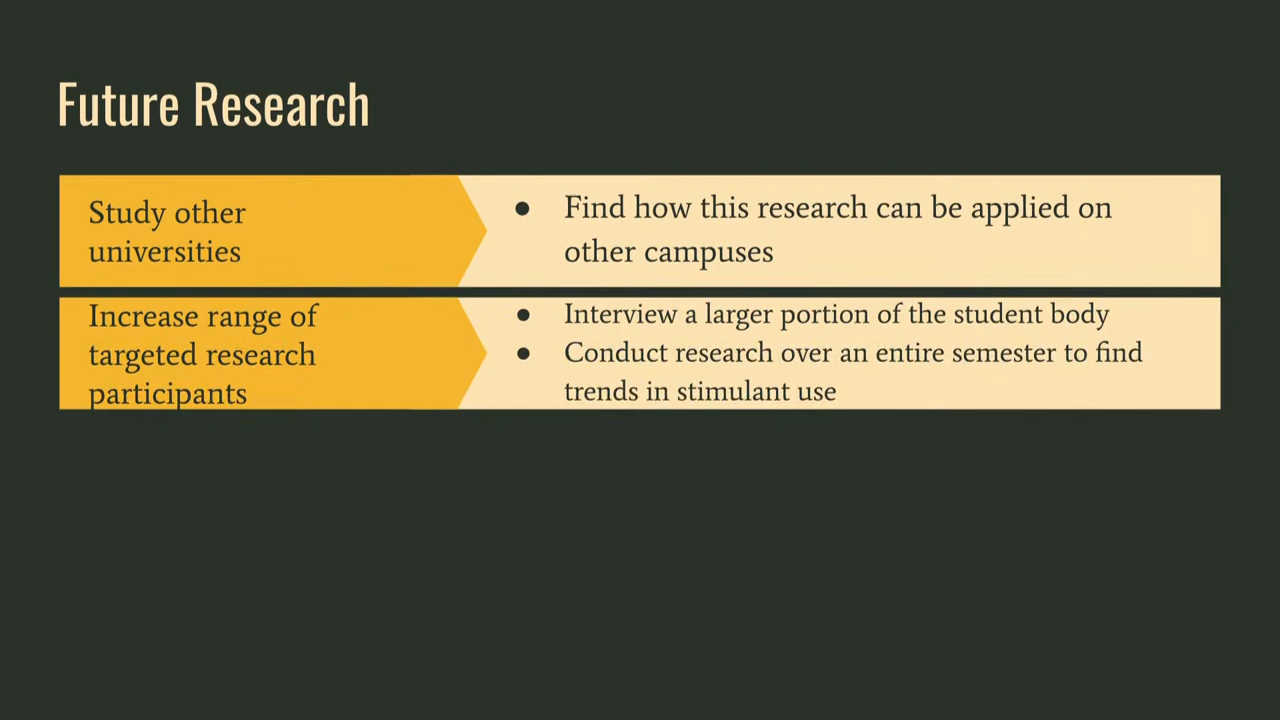 Future Research
Study other
universities
● Find how this research can be applied on
other campuses
Increase range of
targeted research
participants
● Interview a larger portion of the student body
● Conduct research over an entire semester to find
trends in stimulant use